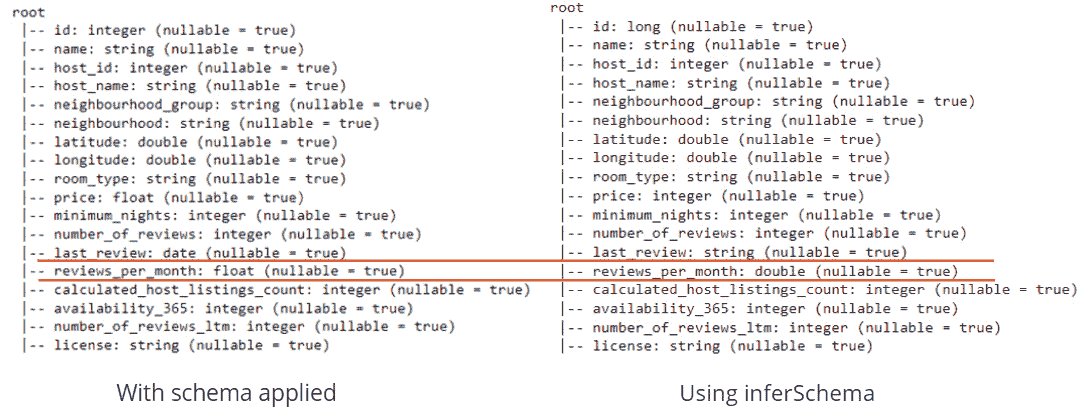 root
|-- id: integer (nullable = true)
|-- name: string (nullable = true)
|-- host_id: integer (nullable = true)
|-- host_name: string (nullable = true)
|-- neighbourhood_group: string (nullable = true)
|-- neighbourhood: string (nullable = true)
|-- latitude: double (nullable = true)
|-- longitude: double (nullable = true)
|-- room_type: string (nullable = true)
|-- price: float (nullable = true)
|-- minimum_nights: integer (nullable = true)
|-- number_of_reviews: integer (nullable = true)
|-- last_review: date (nullable = true)
|-- reviews_per_month: float (nullable = true)
|-- calculated_host_listings_count: integer (nullable = true)
|-- availability_365: integer (nullable = true)
|-- number_of_reviews_ltm: integer (nullable = true)
|-- license: string (nullable = true)
With schema applied
root
|-- id: long (nullable = true)
|-- name: string (nullable = true)
|-- host_id: integer (nullable = true)
|-- host_name: string (nullable = true)
|-- neighbourhood_group: string (nullable = true)
|-- neighbourhood: string (nullable = true)
|-- latitude: double (nullable = true)
|-- longitude: double (nullable = true)
|-- room_type: string (nullable = true)
|-- price: integer (nullable = true)
|-- minimum_nights: integer (nullable = true)
|-- number_of_reviews: integer (nullable = true)
|-- last_review: string (nullable = true)
|-- reviews_per_month: double (nullable = true)
|-- calculated_host_listings_count: integer (nullable = true)
|-- availability_365: integer (nullable = true)
|-- number_of_reviews_ltm: integer (nullable = true)
|-- license: string (nullable = true)
Using inferSchema